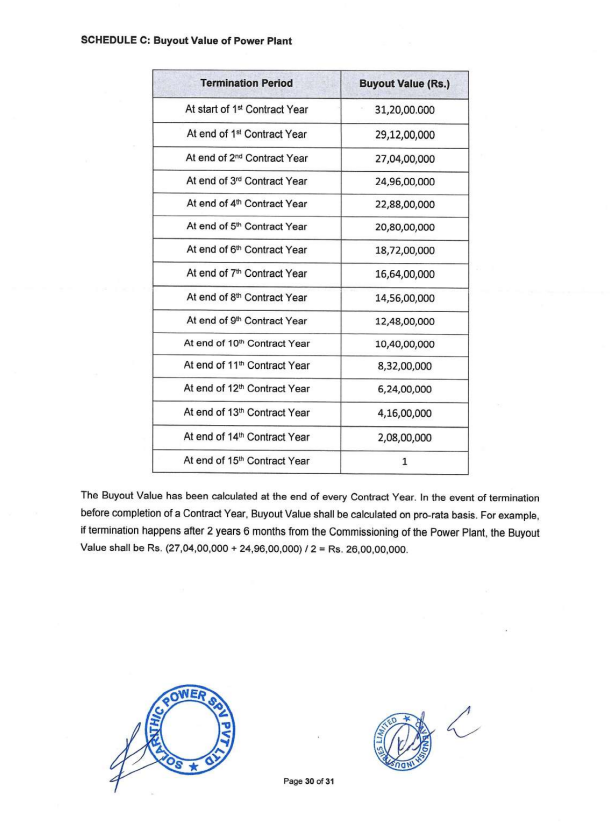 SCHEDULE C: Buyout Value of Power Plant
Termination Period Buyout Value (Rs.)
At start of 1st Contract Year 31,20,00.000
At end of 1st Contract Year 29,12,00,000
At end of 2nd Contract Year 27,04,00,000
At end of 3rd Contract Year 24,96,00,000
At end of 4th Contract Year 22,88,00,000
At end of 5th Contract Year 20,80,00,000
At end of 6th Contract Year 18,72,00,000
At end of 7th Contract Year 16,64,00,000
At end of 8th Contract Year 14,56,00,000
At end of 9th Contract Year 12,48,00,000
At end of 10th Contract Year 10,40,00,000
At end of 11th Contract Year 8,32,00,000
At end of 12th Contract Year 6,24,00,000
At end of 13th Contract Year 4,16,00,000
At end of 14th Contract Year 2,08,00,000
At end of 15th Contract Year 1
The Buyout Value has been calculated at the end of every Contract Year. In the event of termination
before completion of a Contract Year, Buyout Value shall be calculated on pro-rata basis. For example,
if termination happens after 2 years 6 months from the Commissioning of the Power Plant, the Buyout
Value shall be Rs. (27,04,00,000 + 24,96,00,000) / 2 = Rs. 26,00,00,000.
SOLARITHIC POWER SPV PVT LTD
CAVENDISH INDUSTRIES LIMITED
Page 30 of 31